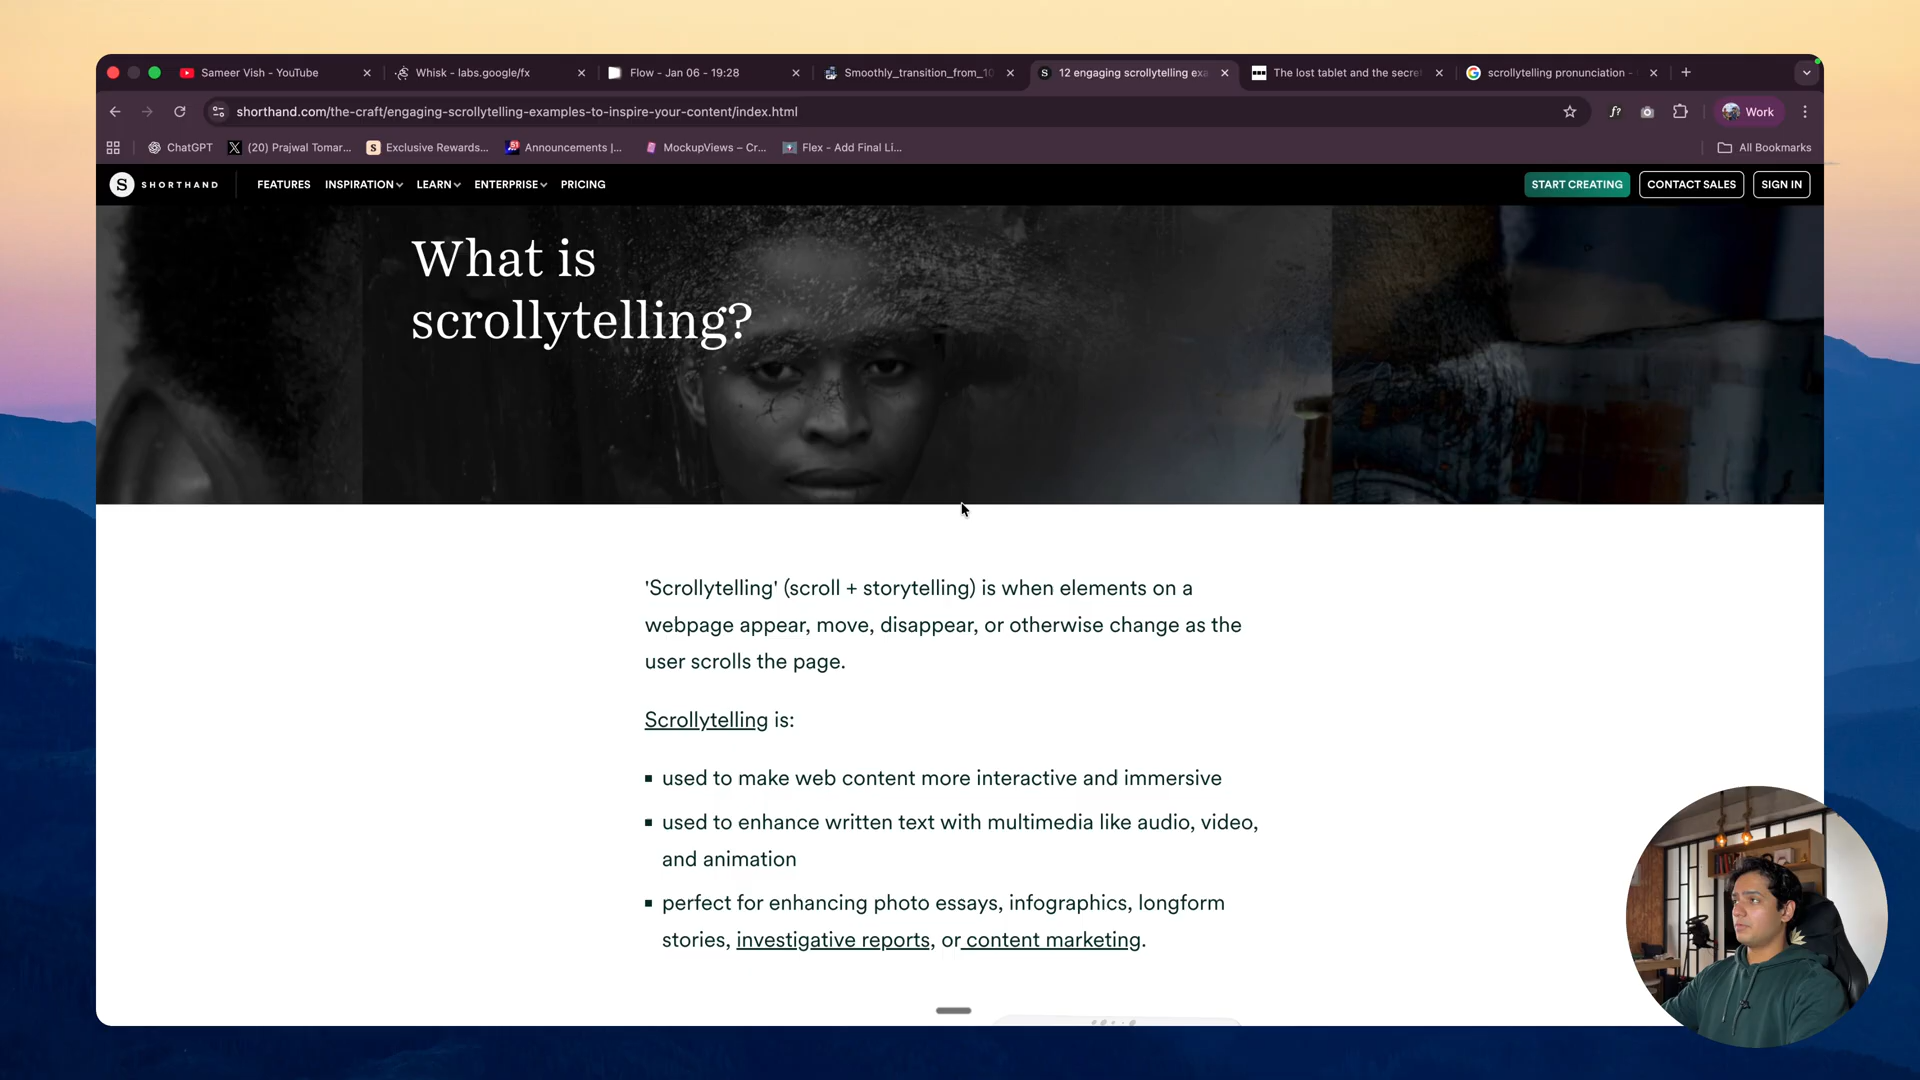 Sameer Vish - YouTube
Whisk - labs.google/fx
Flow - Jan 06 - 19:28
Smoothly_transition_from_10
12 engaging scrollytelling exa
The lost tablet and the secre
scrollytelling pronunciation -
shorthand.com/the-craft/engaging-scrollytelling-examples-to-inspire-your-content/index.html
f?
Work
ChatGPT
(20) Prajwal Tomar...
Exclusive Rewards...
51
Announcements |...
MockupViews – Cr...
Flex - Add Final Li...
All Bookmarks
S SHORTHAND
FEATURES
INSPIRATION
LEARN
ENTERPRISE
PRICING
START CREATING
CONTACT SALES
SIGN IN
What is
scrollytelling?
'Scrollytelling' (scroll + storytelling) is when elements on a
webpage appear, move, disappear, or otherwise change as the
user scrolls the page.
Scrollytelling is:
▪ used to make web content more interactive and immersive
▪ used to enhance written text with multimedia like audio, video,
and animation
▪ perfect for enhancing photo essays, infographics, longform
stories, investigative reports, or content marketing.